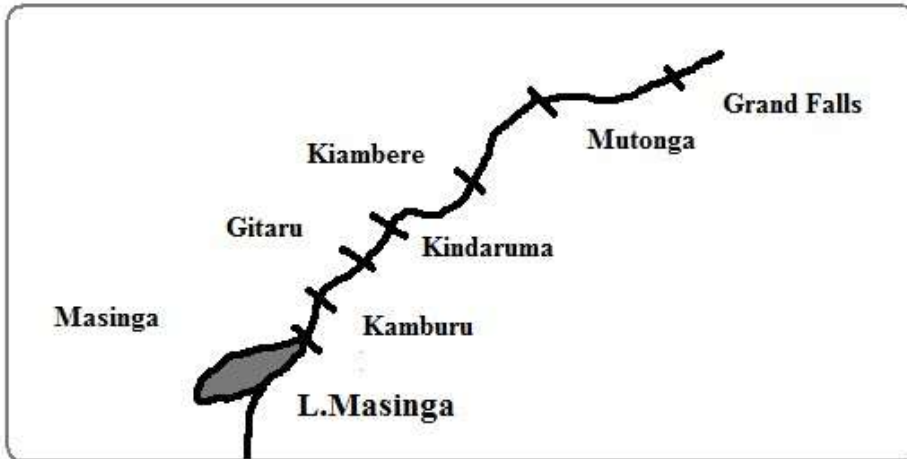 Grand Falls
Mutonga
Kiambere
Gitaru
Kindaruma
Masinga
Kamburu
L.Masinga